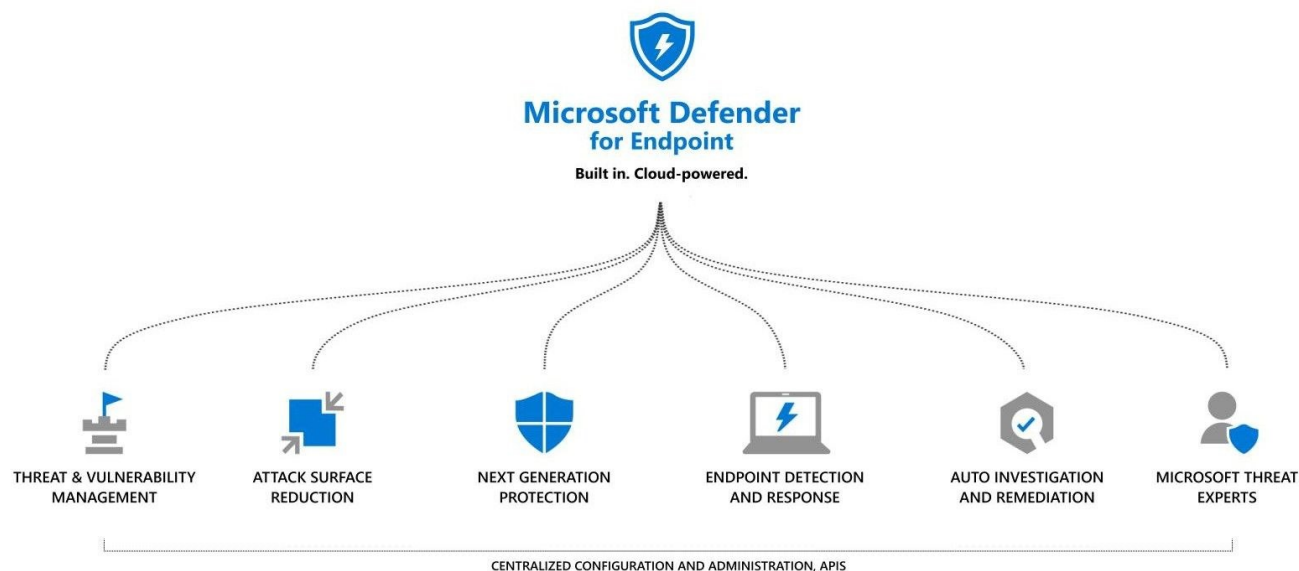 Microsoft Defender
for Endpoint
Built in. Cloud-powered.
THREAT & VULNERABILITY
MANAGEMENT
ATTACK SURFACE
REDUCTION
NEXT GENERATION
PROTECTION
ENDPOINT DETECTION
AND RESPONSE
AUTO INVESTIGATION
AND REMEDIATION
MICROSOFT THREAT
EXPERTS
CENTRALIZED CONFIGURATION AND ADMINISTRATION, APIS